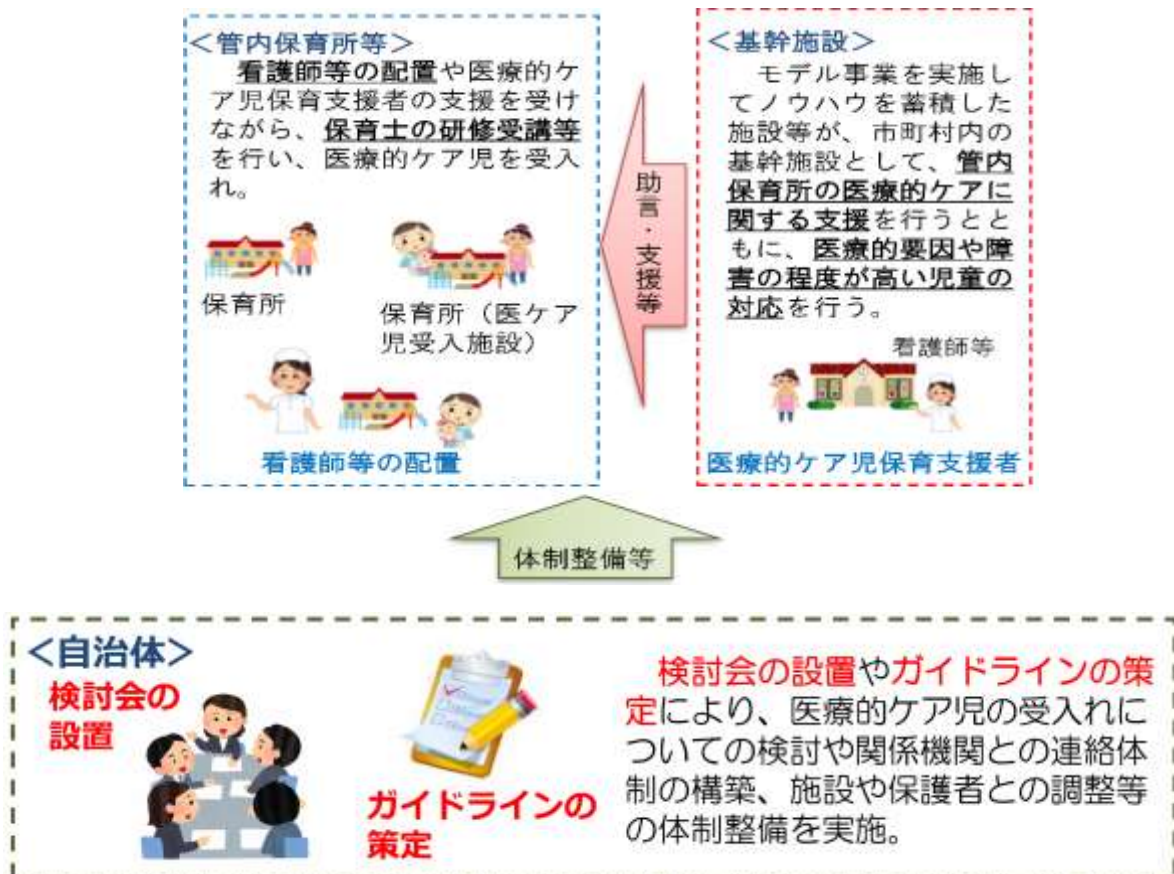 ＜管内保育所等＞
看護師等の配置や医療的ケ
ア児保育支援者の支援を受け
ながら、保育士の研修受講等
を行い、医療的ケア児を受入
れ。
保育所
保育所（医ケア
児受入施設）
看護師等の配置
助言・支援等
＜基幹施設＞
モデル事業を実施し
てノウハウを蓄積した
施設等が、市町村内の
基幹施設として、管内
保育所の医療的ケアに
関する支援を行うとと
もに、医療的要因や障
害の程度が高い児童の
対応を行う。
看護師等
医療的ケア児保育支援者
体制整備等
＜自治体＞
検討会の
設置
ガイドラインの
策定
検討会の設置やガイドラインの策
定により、医療的ケア児の受入れに
ついての検討や関係機関との連絡体
制の構築、施設や保護者との調整等
の体制整備を実施。